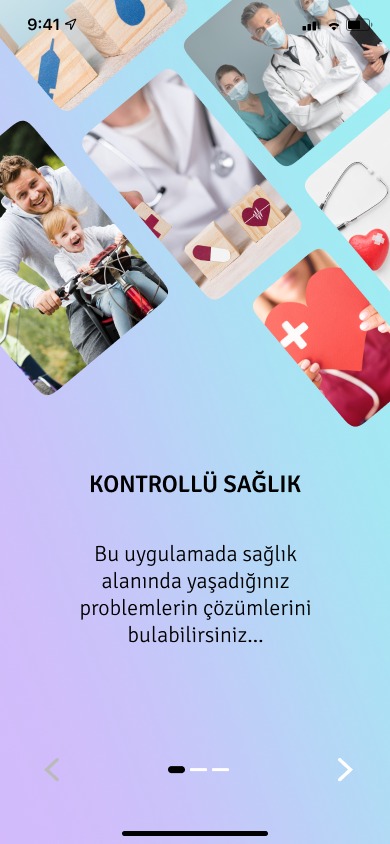 9:41
KONTROLLÜ SAĞLIK
Bu uygulamada sağlık
alanında yaşadığınız
problemlerin çözümlerini
bulabilirsiniz...